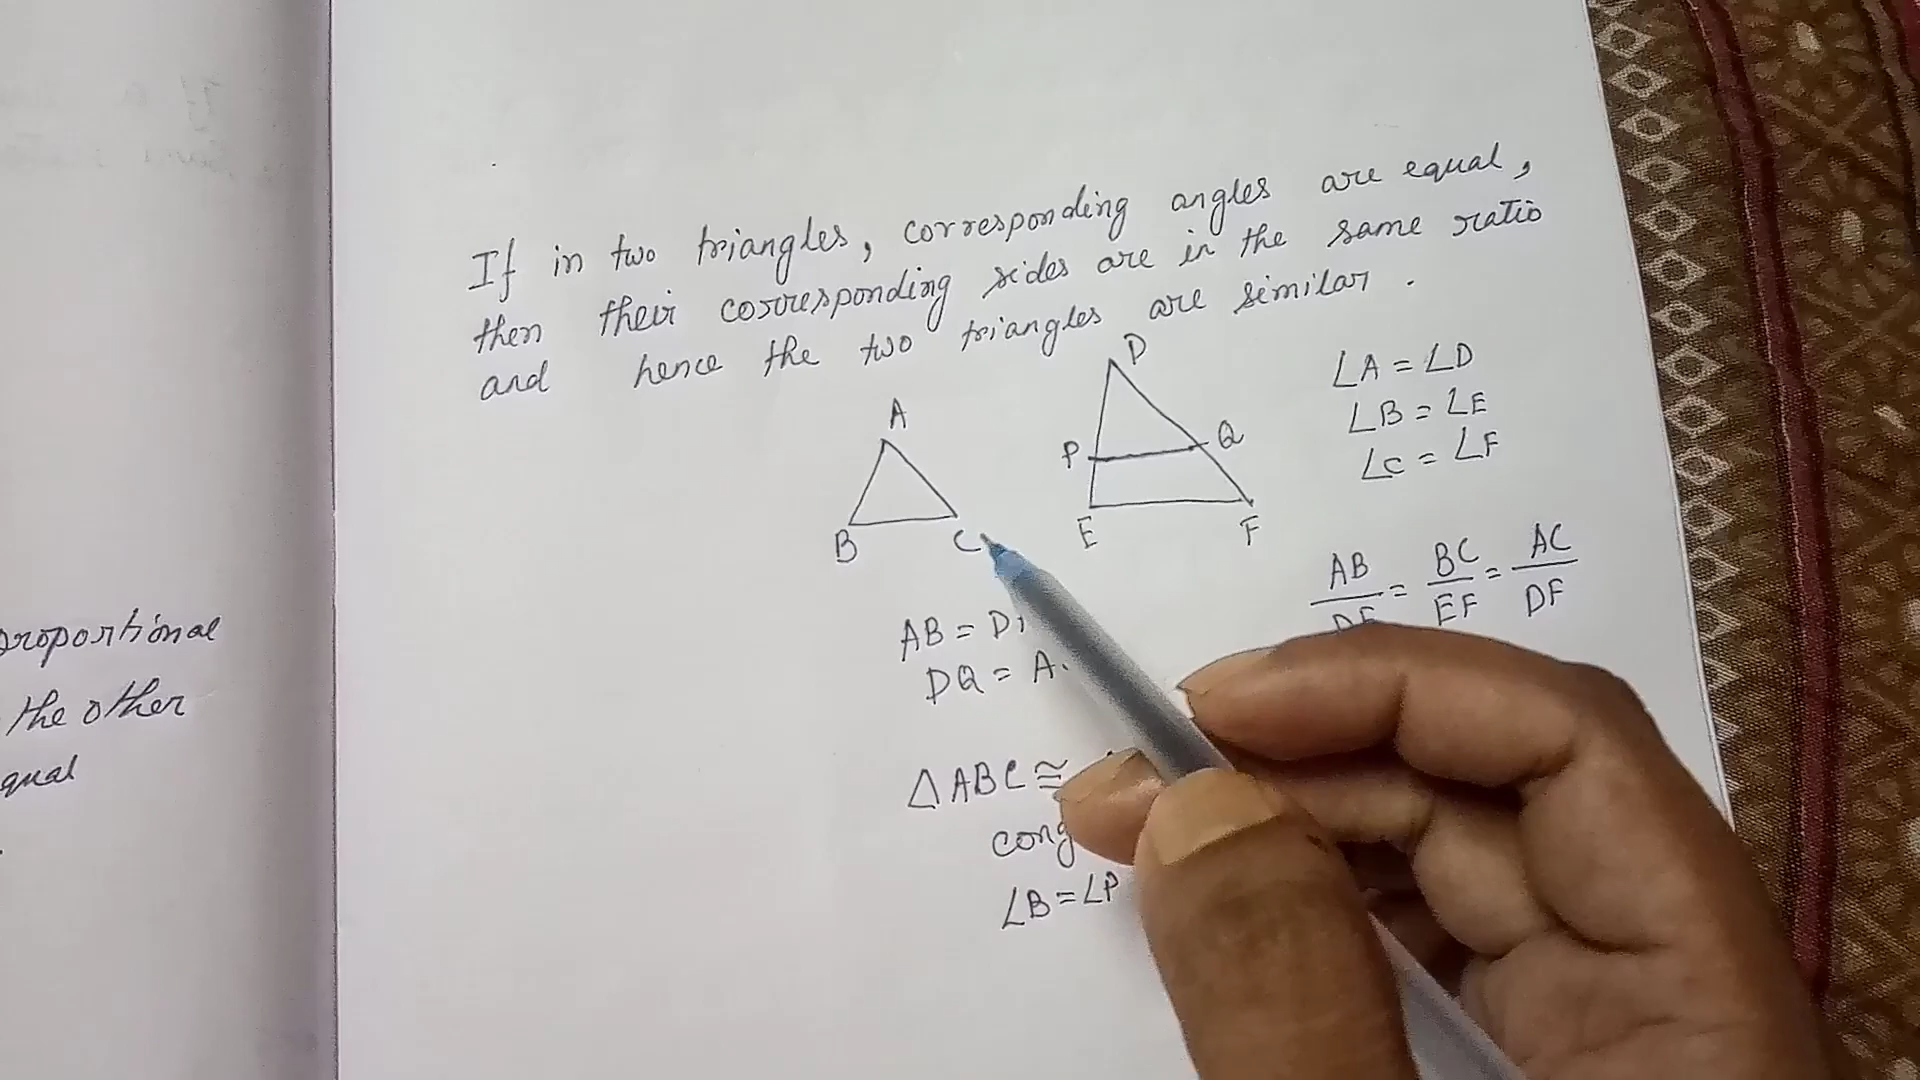 proportional
the other
If in two triangles, corresponding angles are equal,
then their corresponding sides are in the same ratio
and hence the two triangles are similar.
D
A
P Q
B C
E F
∠A = ∠D
∠B = ∠E
∠C = ∠F
AB BC AC
= =
DE EF DF
AB = D
DQ = A
△ABC ≅
cong
∠B = ∠P